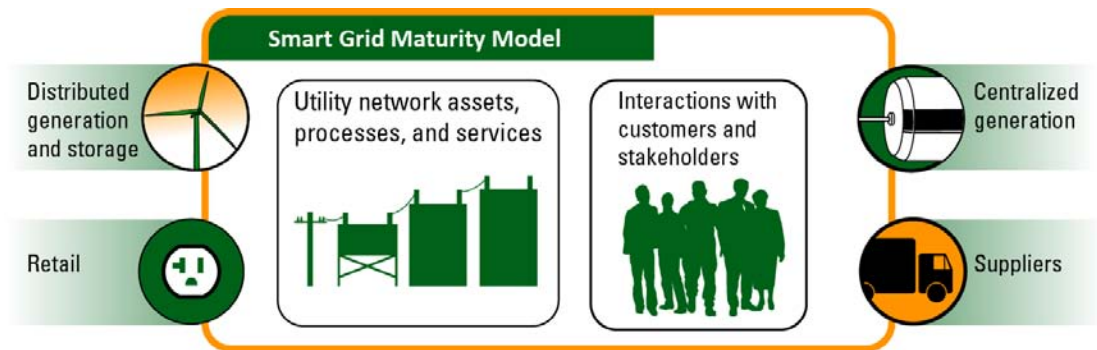 Smart Grid Maturity Model
Distributed
generation
and storage
Retail
Utility network assets,
processes, and services
Interactions with
customers and
stakeholders
Centralized
generation
Suppliers